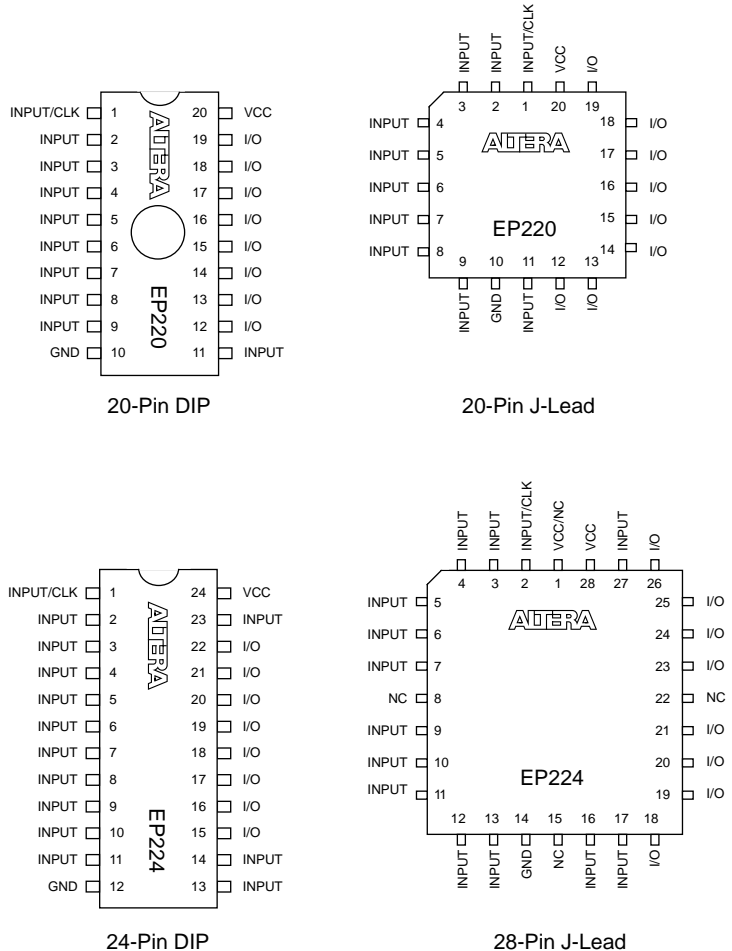 INPUT/CLK 1 20 VCC
INPUT 2 19 I/O
INPUT 3 18 I/O
INPUT 4 17 I/O
INPUT 5 16 I/O
INPUT 6 15 I/O
INPUT 7 14 I/O
INPUT 8 13 I/O
INPUT 9 12 I/O
GND 10 11 INPUT
ALTERA
EP220
20-Pin DIP
INPUT INPUT INPUT/CLK VCC I/O
3 2 1 20 19
INPUT 4 18 I/O
INPUT 5 17 I/O
INPUT 6 16 I/O
INPUT 7 15 I/O
INPUT 8 14 I/O
ALTERA
EP220
9 10 11 12 13
INPUT GND INPUT I/O I/O
20-Pin J-Lead
INPUT/CLK 1 24 VCC
INPUT 2 23 INPUT
INPUT 3 22 I/O
INPUT 4 21 I/O
INPUT 5 20 I/O
INPUT 6 19 I/O
INPUT 7 18 I/O
INPUT 8 17 I/O
INPUT 9 16 I/O
INPUT 10 15 I/O
INPUT 11 14 INPUT
GND 12 13 INPUT
ALTERA
EP224
24-Pin DIP
INPUT INPUT INPUT/CLK VCC/NC VCC INPUT I/O
4 3 2 1 28 27 26
INPUT 5 25 I/O
INPUT 6 24 I/O
INPUT 7 23 I/O
NC 8 22 NC
INPUT 9 21 I/O
INPUT 10 20 I/O
INPUT 11 19 I/O
ALTERA
EP224
12 13 14 15 16 17 18
INPUT INPUT GND NC INPUT INPUT I/O
28-Pin J-Lead